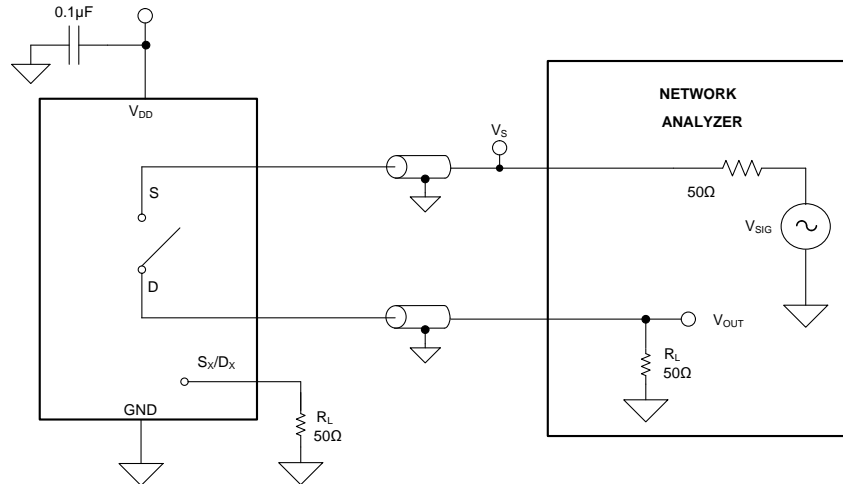 0.1µF
V_DD
NETWORK
ANALYZER
V_S
S
50Ω
V_SIG
D
V_OUT
S_X/D_X
R_L
50Ω
GND
R_L
50Ω